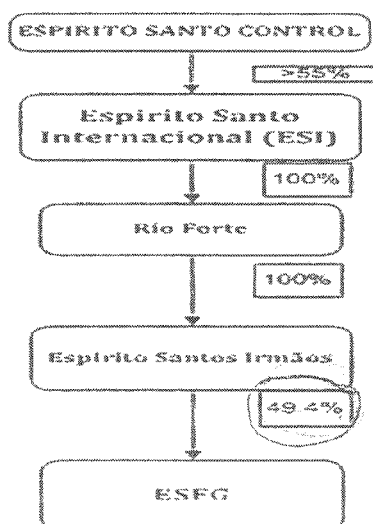 ESPIRITO SANTO CONTROL
>55%
Espirito Santo
Internacional (ESI)
100%
Rio Forte
100%
Espirito Santos Irmãos
49.4%
ESFG